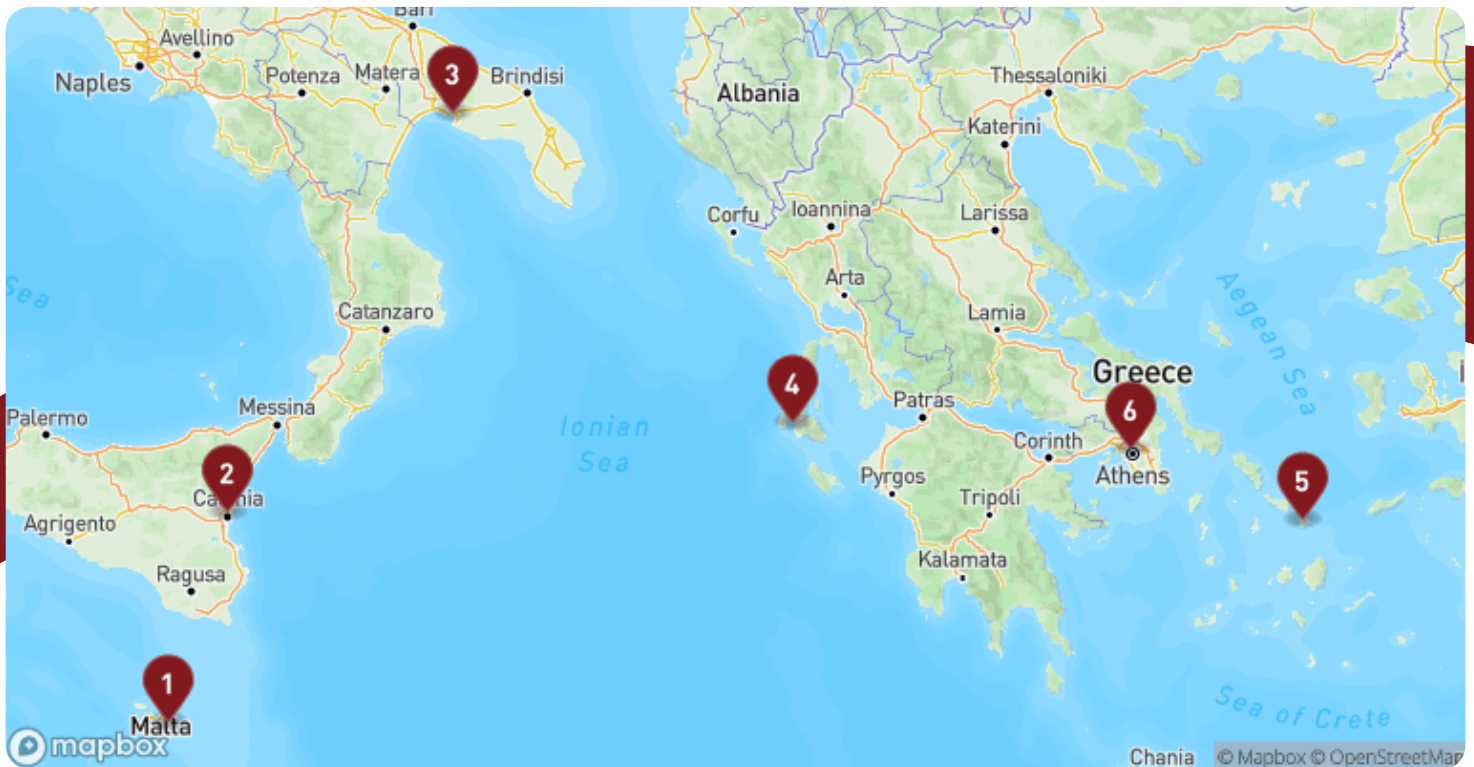 Bari
Avellino
Naples
Potenza
Matera
3
Brindisi
Albania
Thessaloniki
Katerini
Corfu
Ioannina
Larissa
Sea
Arta
Aegean Sea
Catanzaro
Lamia
Greece
4
6
Palermo
Messina
Ionian
Sea
Patras
Corinth
2
Pyrgos
Athens
5
Agrigento
Tripoli
Ragusa
Kalamata
1
Malta
Sea of Crete
mapbox
Chania
© Mapbox © OpenStreetMap